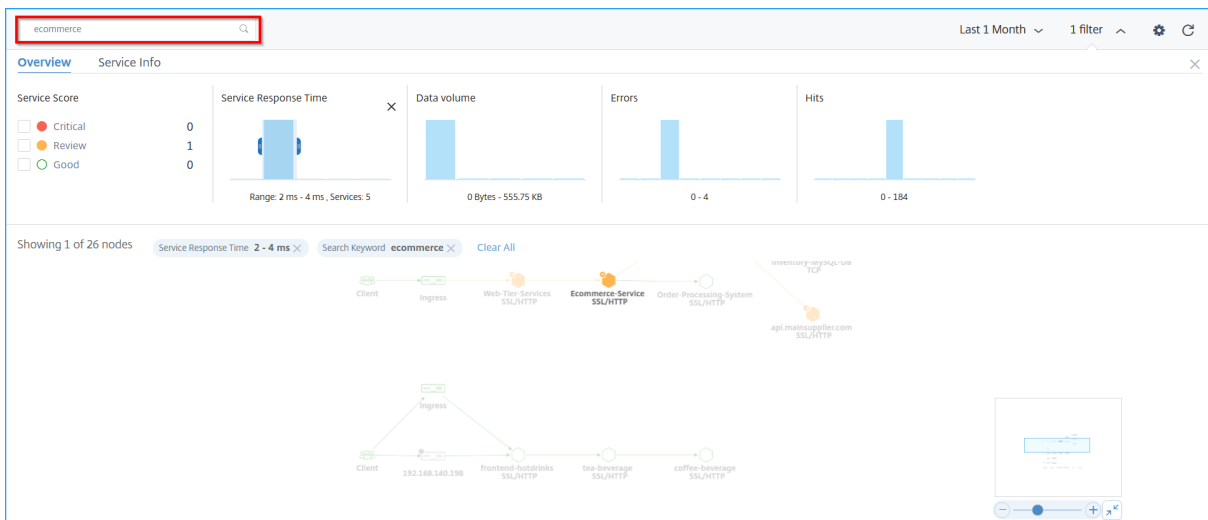 ecommerce
Last 1 Month
1 filter
Overview
Service Info
Service Score
Critical 0
Review 1
Good 0
Service Response Time
Range: 2 ms - 4 ms , Services: 5
Data volume
0 Bytes - 555.75 KB
Errors
0 - 4
Hits
0 - 184
Showing 1 of 26 nodes
Service Response Time 2 - 4 ms
Search Keyword ecommerce
Clear All
Inventory-MySQL-DB
TCP
Client
Ingress
Web-Tier-Services
SSL/HTTP
Ecommerce-Service
SSL/HTTP
Order-Processing-System
SSL/HTTP
api.mainsupplier.com
SSL/HTTP
Ingress
Client
192.168.140.198
frontend-hotdrinks
SSL/HTTP
tea-beverage
SSL/HTTP
coffee-beverage
SSL/HTTP